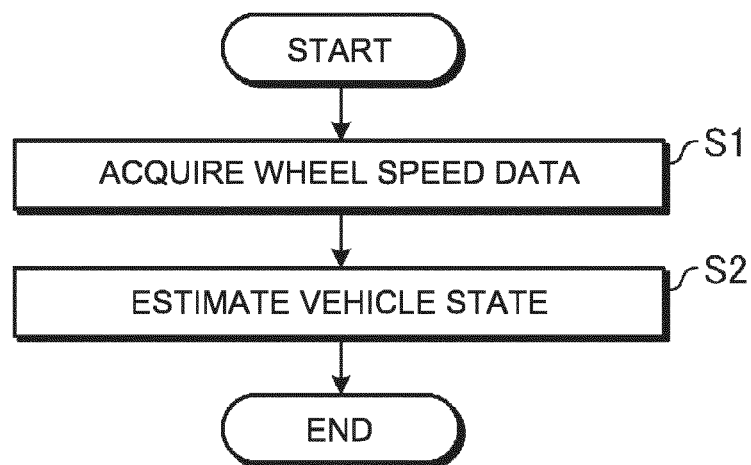 START
ACQUIRE WHEEL SPEED DATA
S1
ESTIMATE VEHICLE STATE
S2
END